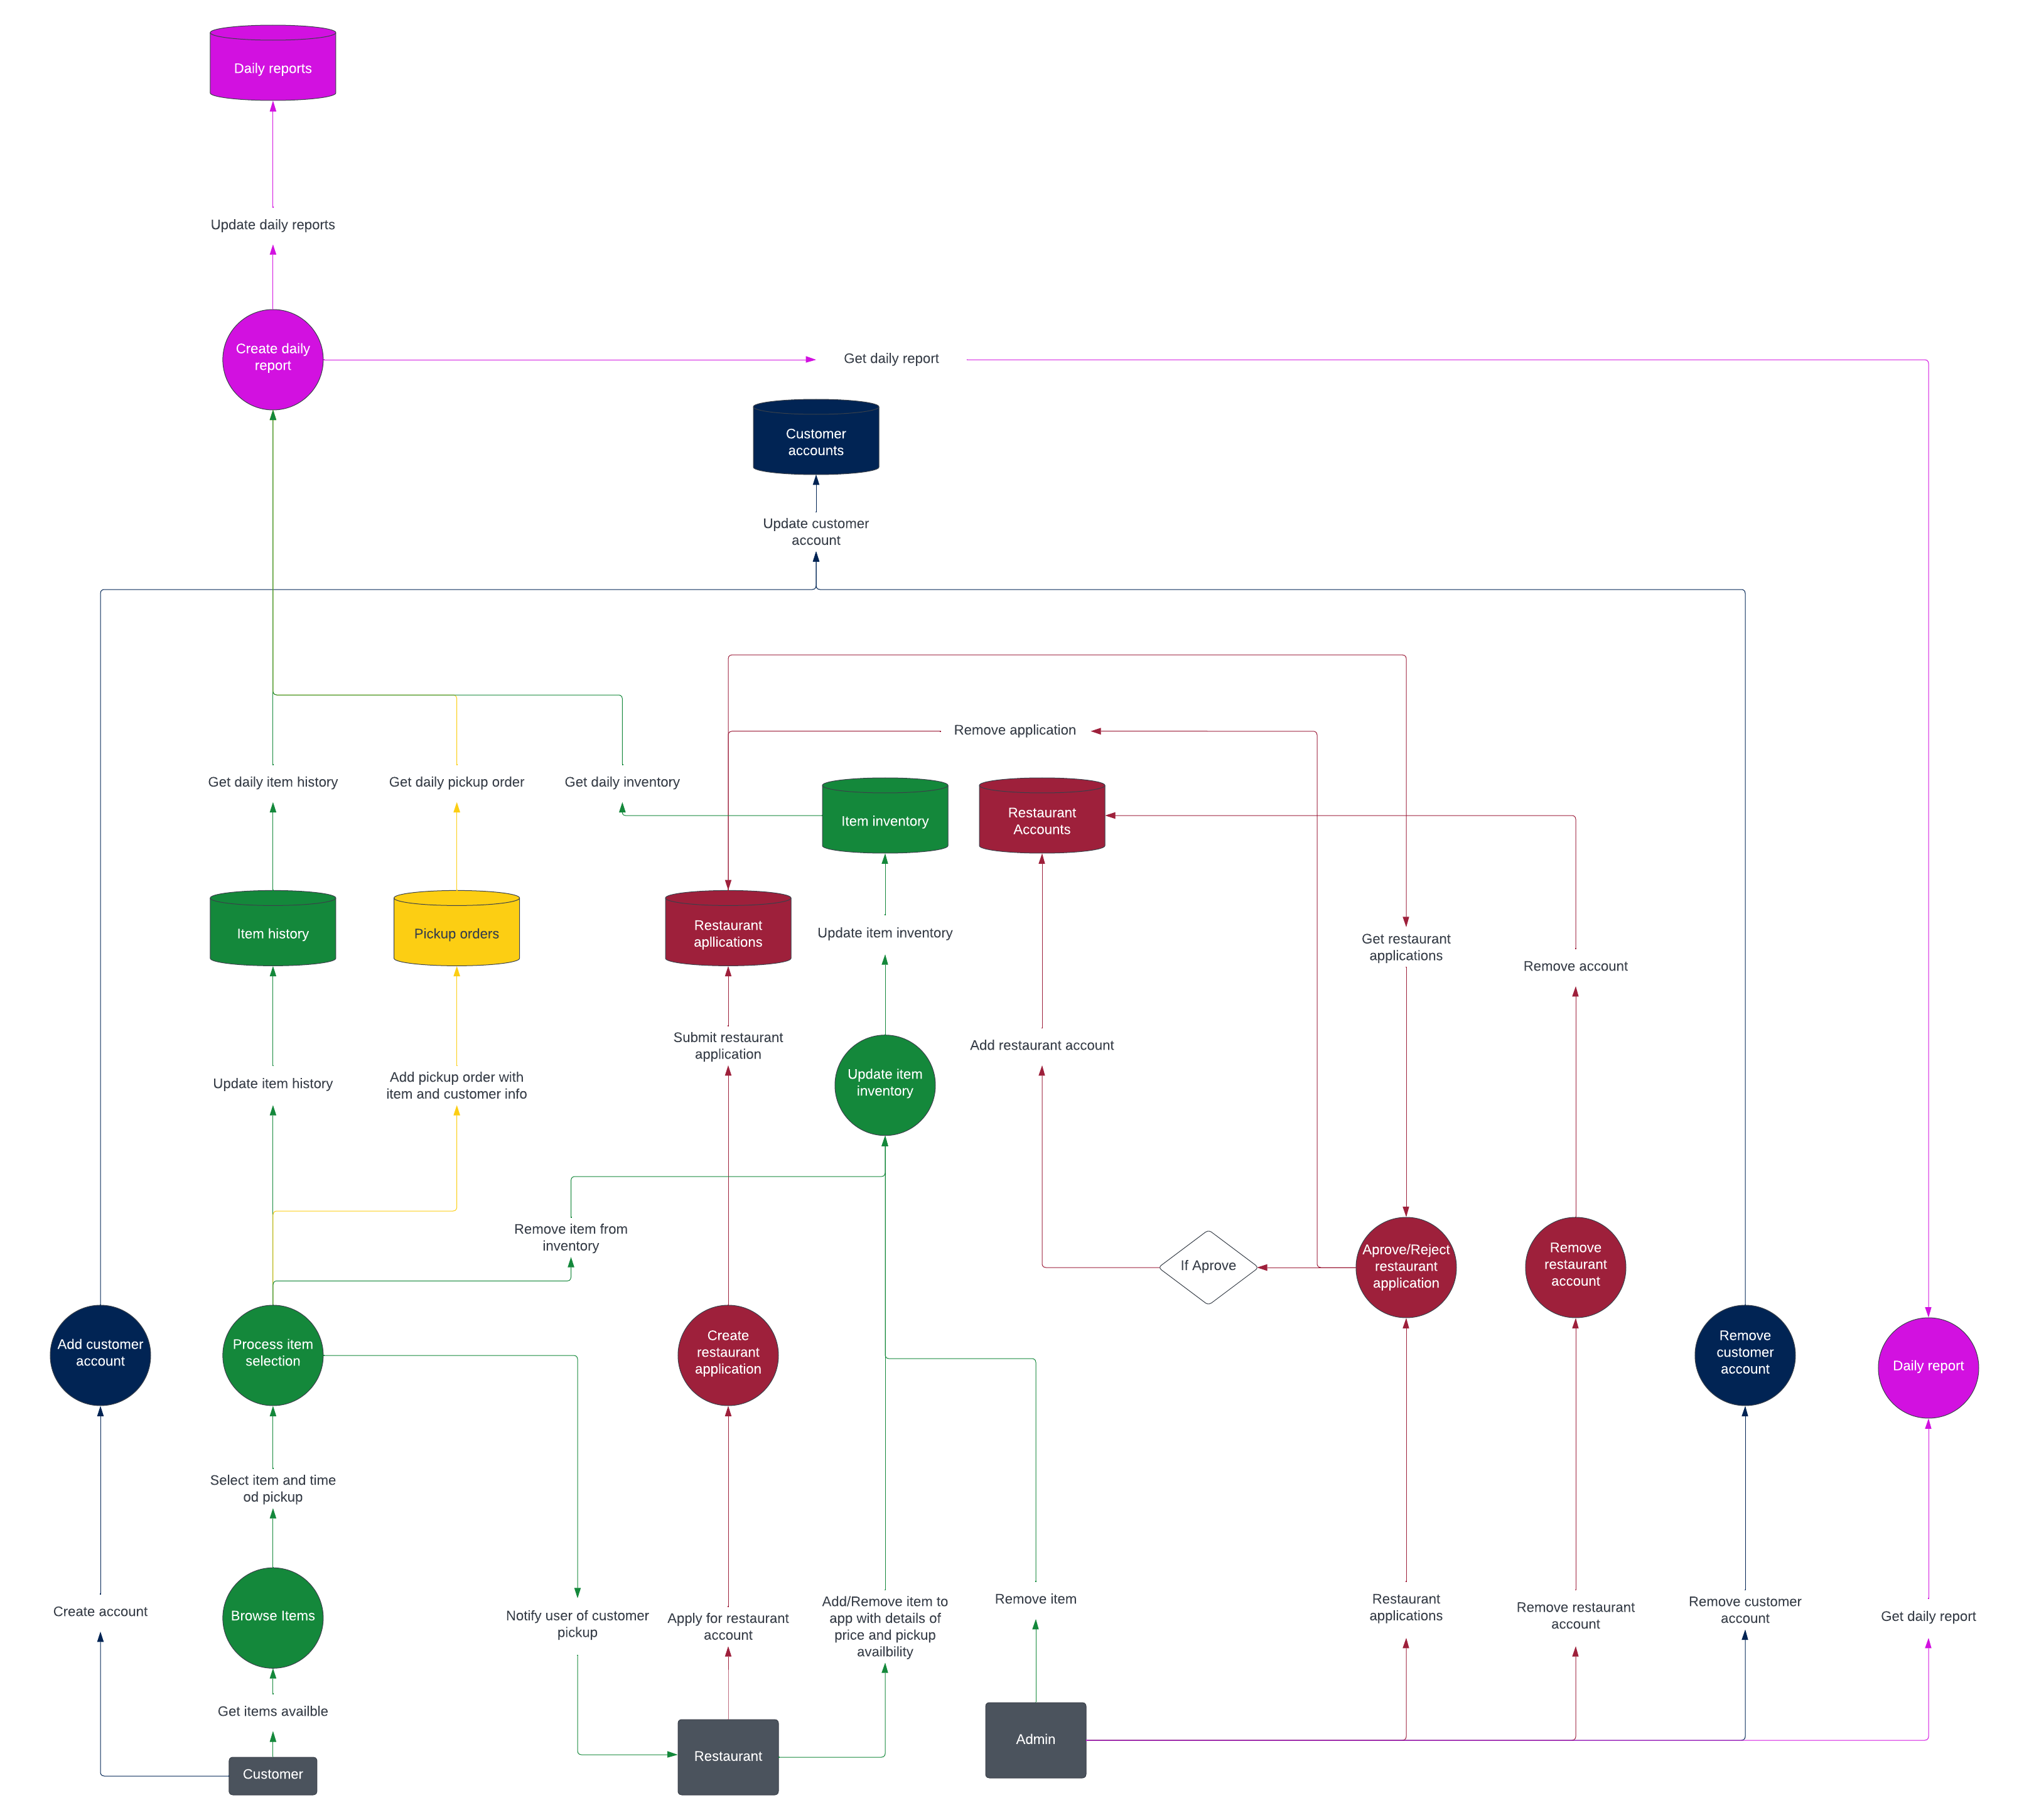 Daily reports
Update daily reports
Create daily
report
Get daily report
Customer
accounts
Update customer
account
Remove application
Get daily item history
Get daily pickup order
Get daily inventory
Item inventory
Restaurant
Accounts
Item history
Pickup orders
Restaurant
apllications
Update item inventory
Get restaurant
applications
Remove account
Submit restaurant
application
Add restaurant account
Update item history
Add pickup order with
item and customer info
Update item
inventory
Remove item from
inventory
If Aprove
Aprove/Reject
restaurant
application
Remove
restaurant
account
Add customer
account
Process item
selection
Create
restaurant
application
Remove
customer
account
Daily report
Select item and time
od pickup
Create account
Browse Items
Notify user of customer
pickup
Apply for restaurant
account
Add/Remove item to
app with details of
price and pickup
availbility
Remove item
Restaurant
applications
Remove restaurant
account
Remove customer
account
Get daily report
Get items availble
Customer
Restaurant
Admin